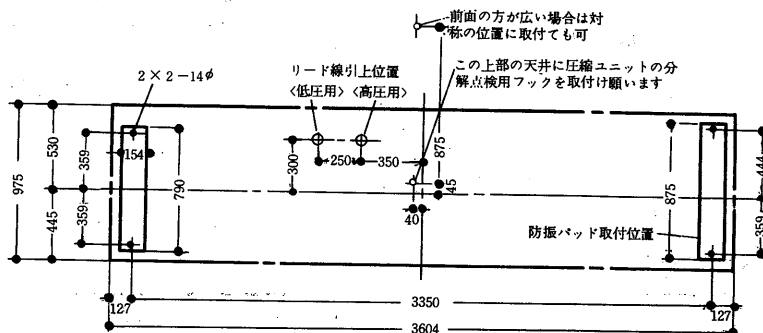 前面の方が広い場合は対
称の位置に取付ても可
この上部の天井に圧縮ユニットの分
解点検用フックを取付け願います
2×2-14φ
リード線引上位置
〈低圧用〉〈高圧用〉
975
530
445
359
359
154
790
300
250
350
875
45
40
875
444
359
防振パッド取付位置
127
3350
127
3604